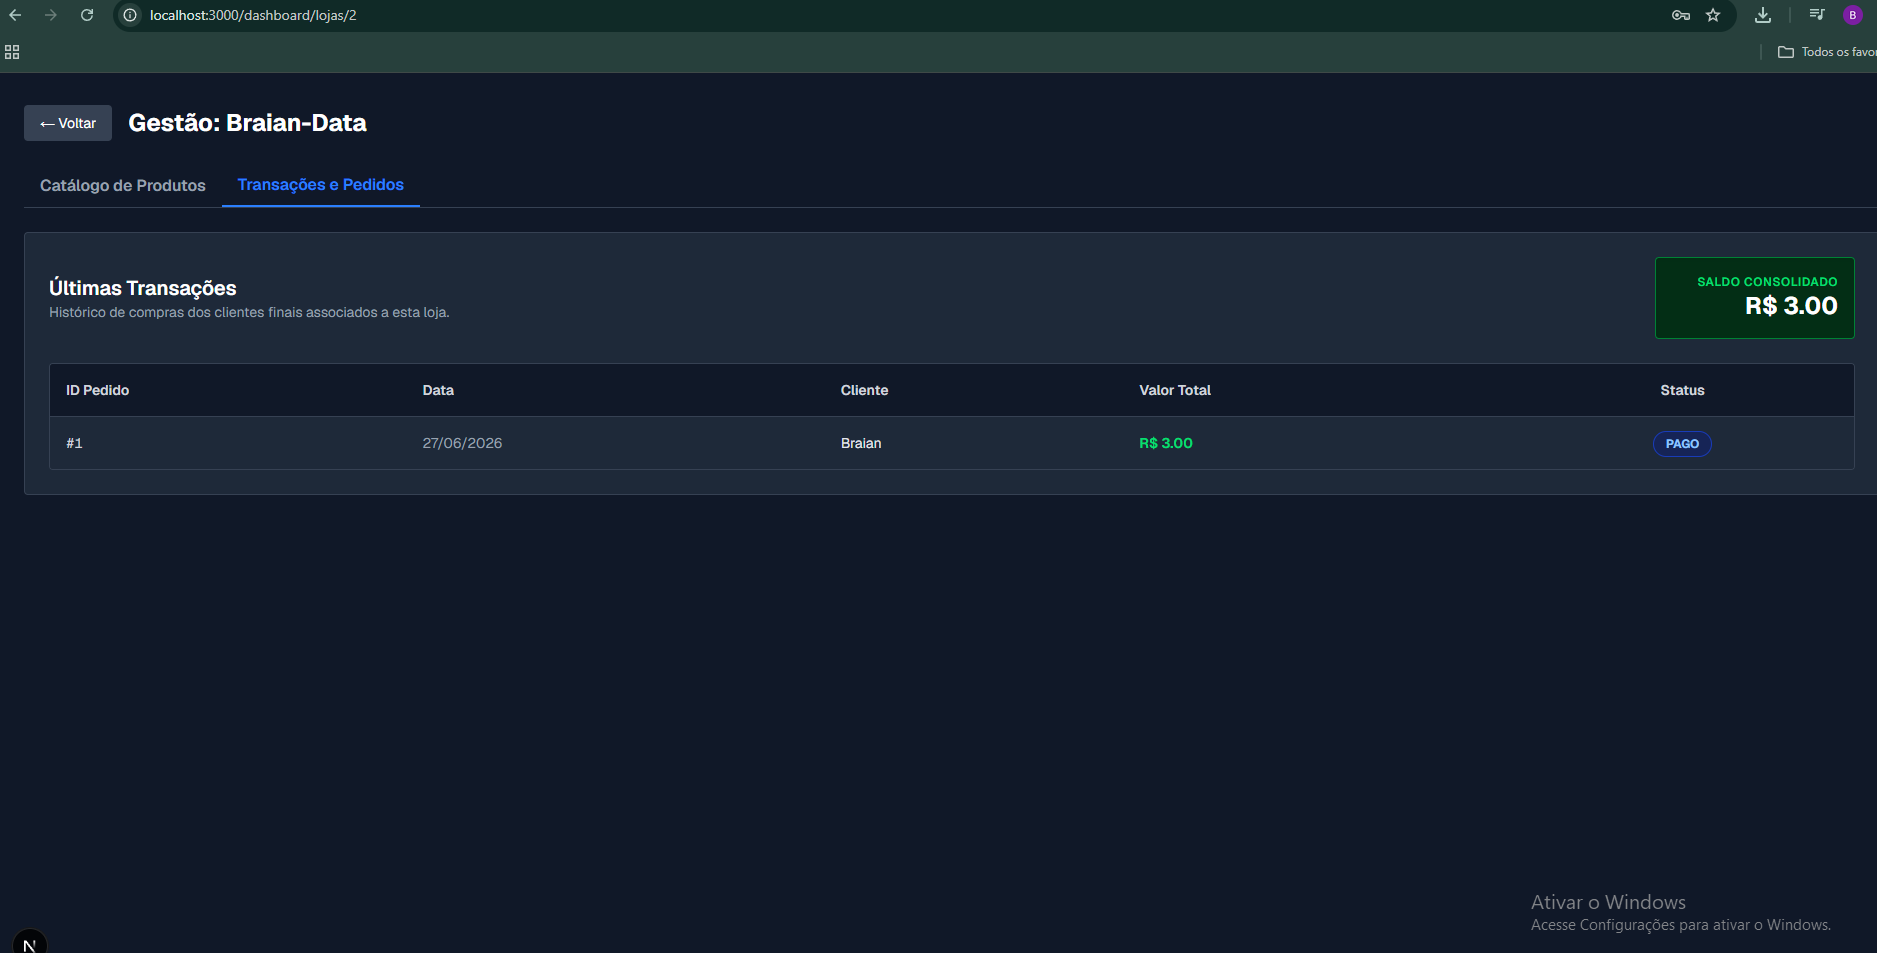 localhost:3000/dashboard/lojas/2
B
Todos os favor
← Voltar
Gestão: Braian-Data
Catálogo de Produtos
Transações e Pedidos
Últimas Transações
Histórico de compras dos clientes finais associados a esta loja.
SALDO CONSOLIDADO
R$ 3.00
ID Pedido Data Cliente Valor Total Status
#1 27/06/2026 Braian R$ 3.00 PAGO
Ativar o Windows
Acesse Configurações para ativar o Windows.
N